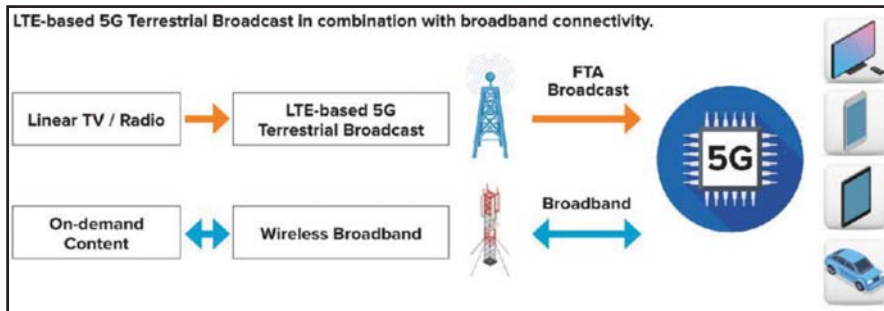 LTE-based 5G Terrestrial Broadcast in combination with broadband connectivity.
Linear TV / Radio
LTE-based 5G
Terrestrial Broadcast
FTA
Broadcast
5G
On-demand
Content
Wireless Broadband
Broadband